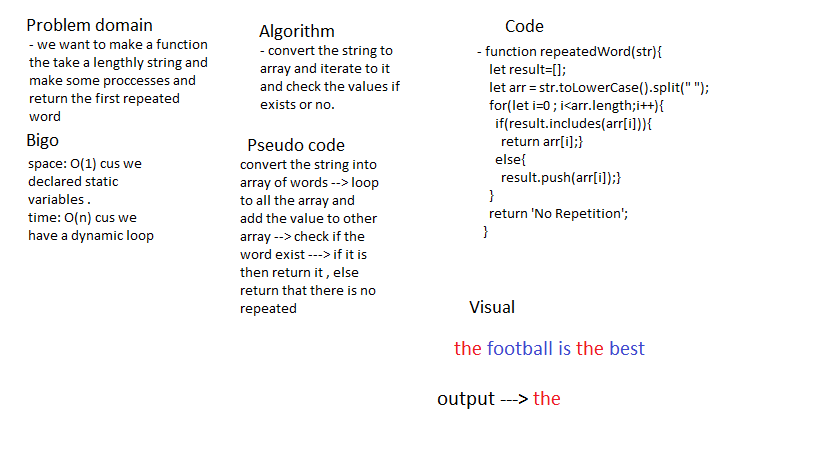 Problem domain
- we want to make a function
the take a lengthly string and
make some proccesses and
return the first repeated
word
Bigo
space: O(1) cus we
declared static
variables .
time: O(n) cus we
have a dynamic loop
Algorithm
- convert the string to
array and iterate to it
and check the values if
exists or no.
Pseudo code
convert the string into
array of words --> loop
to all the array and
add the value to other
array --> check if the
word exist ---> if it is
then return it , else
return that there is no
repeated
Code
- function repeatedWord(str){
let result=[];
let arr = str.toLowerCase().split(" ");
for(let i=0 ; i<arr.length;i++){
if(result.includes(arr[i])){
return arr[i];}
else{
result.push(arr[i]);}
}
return 'No Repetition';
}
Visual
the football is the best
output ---> the